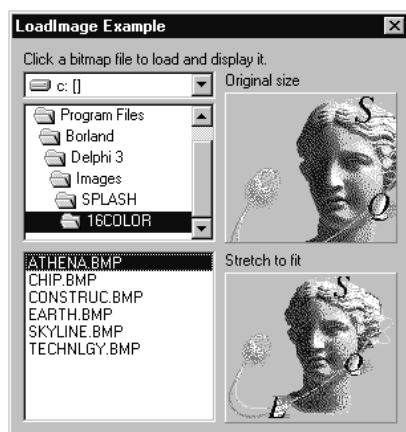 LoadImage Example
Click a bitmap file to load and display it.
c: []
Original size
Program Files
Borland
Delphi 3
Images
SPLASH
16COLOR
S
Q
ATHENA.BMP
CHIP.BMP
CONSTRUC.BMP
EARTH.BMP
SKYLINE.BMP
TECHNLGY.BMP
Stretch to fit
S
Q
L